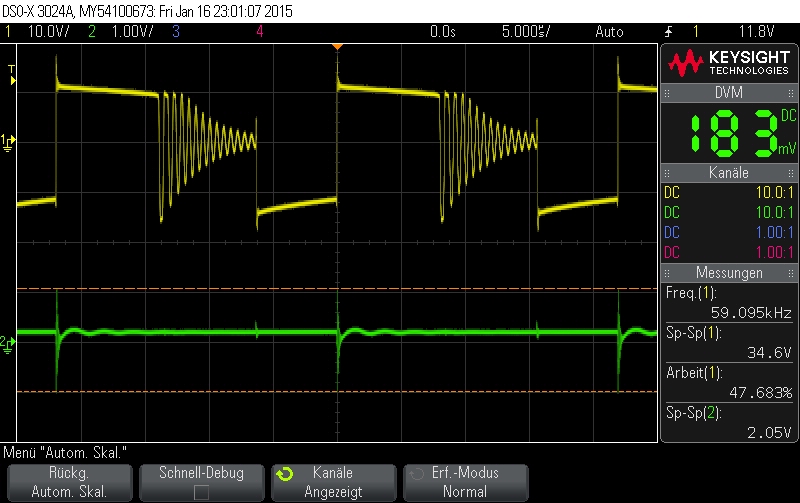 DSO-X 3024A, MY54100673: Fri Jan 16 23:01:07 2015
1 10.0V/ 2 1.00V/ 3 4 0.0s 5.000µs/ Auto 1 11.8V
T
1
2
KEYSIGHT
TECHNOLOGIES
DVM
183 DC
mV
Kanäle
DC 10.0:1
DC 10.0:1
DC 1.00:1
DC 1.00:1
Messungen
Freq.(1):
59.095kHz
Sp-Sp(1):
34.6V
Arbeit(1):
47.683%
Sp-Sp(2):
2.05V
Menü "Autom. Skal."
Rückg.
Autom. Skal.
Schnell-Debug
Kanäle
Angezeigt
Erf.-Modus
Normal